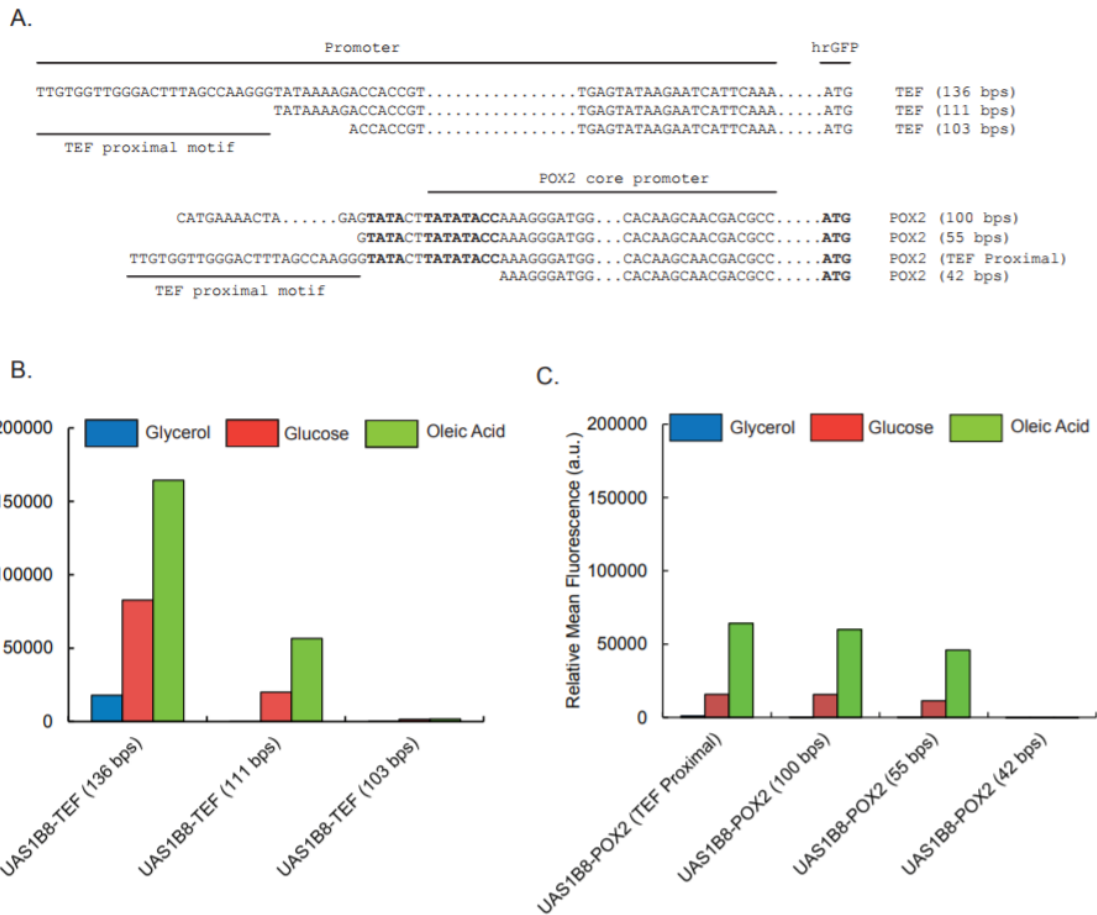 A.
Promoter hrGFP
TTGTGGTTGGGACTTTAGCCAAGGGTATAAAAGACCACCGT...............TGAGTATAAGAATCATTCAAA.....ATG TEF (136 bps)
TATAAAAGACCACCGT...............TGAGTATAAGAATCATTCAAA.....ATG TEF (111 bps)
ACCACCGT...............TGAGTATAAGAATCATTCAAA.....ATG TEF (103 bps)
TEF proximal motif
POX2 core promoter
CATGAAAACTA......GAGTATACTTATATACCAAAGGGATGG...CACAAGCAACGACGCC.....ATG POX2 (100 bps)
GTATACTTATATACCAAAGGGATGG...CACAAGCAACGACGCC.....ATG POX2 (55 bps)
TTGTGGTTGGGACTTTAGCCAAGGGTATACTTATATACCAAAGGGATGG...CACAAGCAACGACGCC.....ATG POX2 (TEF Proximal)
AAAGGGATGG...CACAAGCAACGACGCC.....ATG POX2 (42 bps)
TEF proximal motif
B.
Glycerol Glucose Oleic Acid
200000
150000
100000
50000
0
UAS1B8-TEF (136 bps)
UAS1B8-TEF (111 bps)
UAS1B8-TEF (103 bps)
C.
Glycerol Glucose Oleic Acid
Relative Mean Fluorescence (a.u.)
200000
150000
100000
50000
0
UAS1B8-POX2 (TEF Proximal)
UAS1B8-POX2 (100 bps)
UAS1B8-POX2 (55 bps)
UAS1B8-POX2 (42 bps)